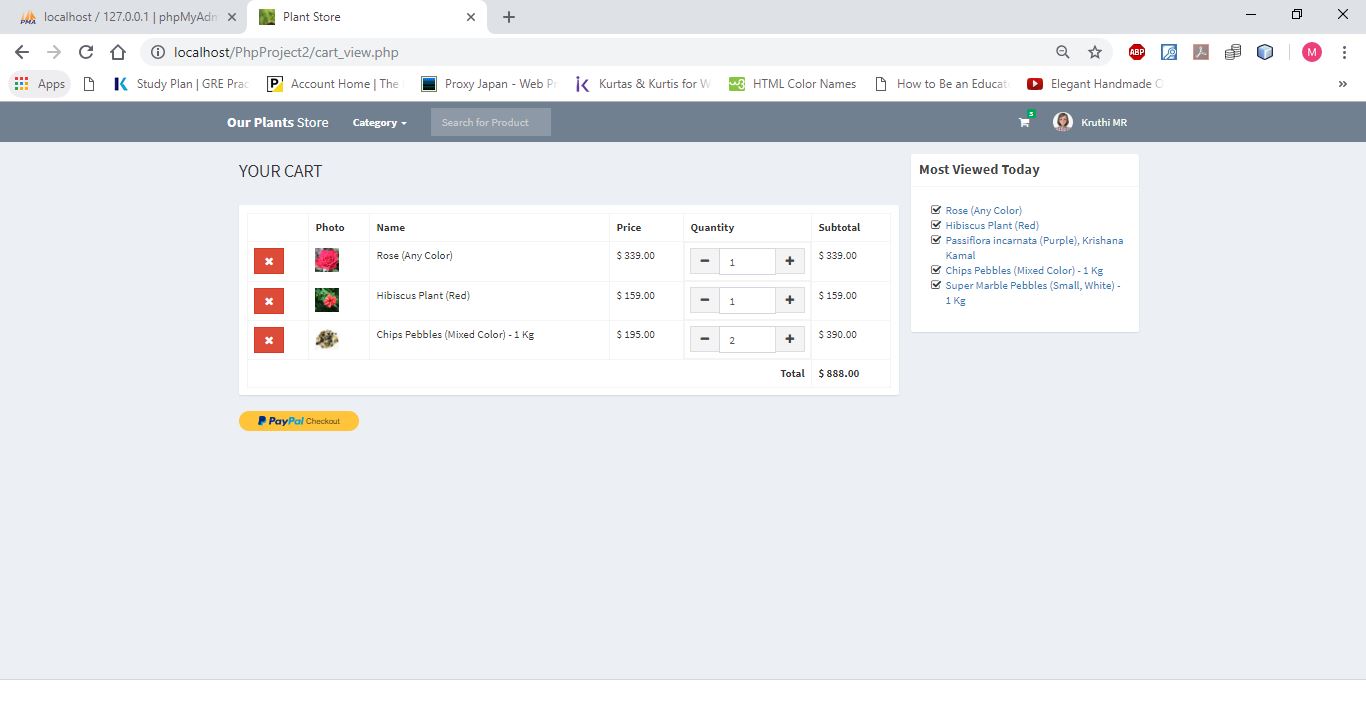 PMA localhost / 127.0.0.1 | phpMyAdm
Plant Store
localhost/PhpProject2/cart_view.php
ABP
M
Apps
Study Plan | GRE Prac
Account Home | The
Proxy Japan - Web Pr
Kurtas & Kurtis for W
HTML Color Names
How to Be an Educat
Elegant Handmade C
Our Plants Store
Category
Search for Product
3
Kruthi MR
YOUR CART
Photo Name Price Quantity Subtotal
Rose (Any Color) $ 339.00 1 $ 339.00
Hibiscus Plant (Red) $ 159.00 1 $ 159.00
Chips Pebbles (Mixed Color) - 1 Kg $ 195.00 2 $ 390.00
Total $ 888.00
PayPal Checkout
Most Viewed Today
Rose (Any Color)
Hibiscus Plant (Red)
Passiflora incarnata (Purple), Krishana
Kamal
Chips Pebbles (Mixed Color) - 1 Kg
Super Marble Pebbles (Small, White) -
1 Kg